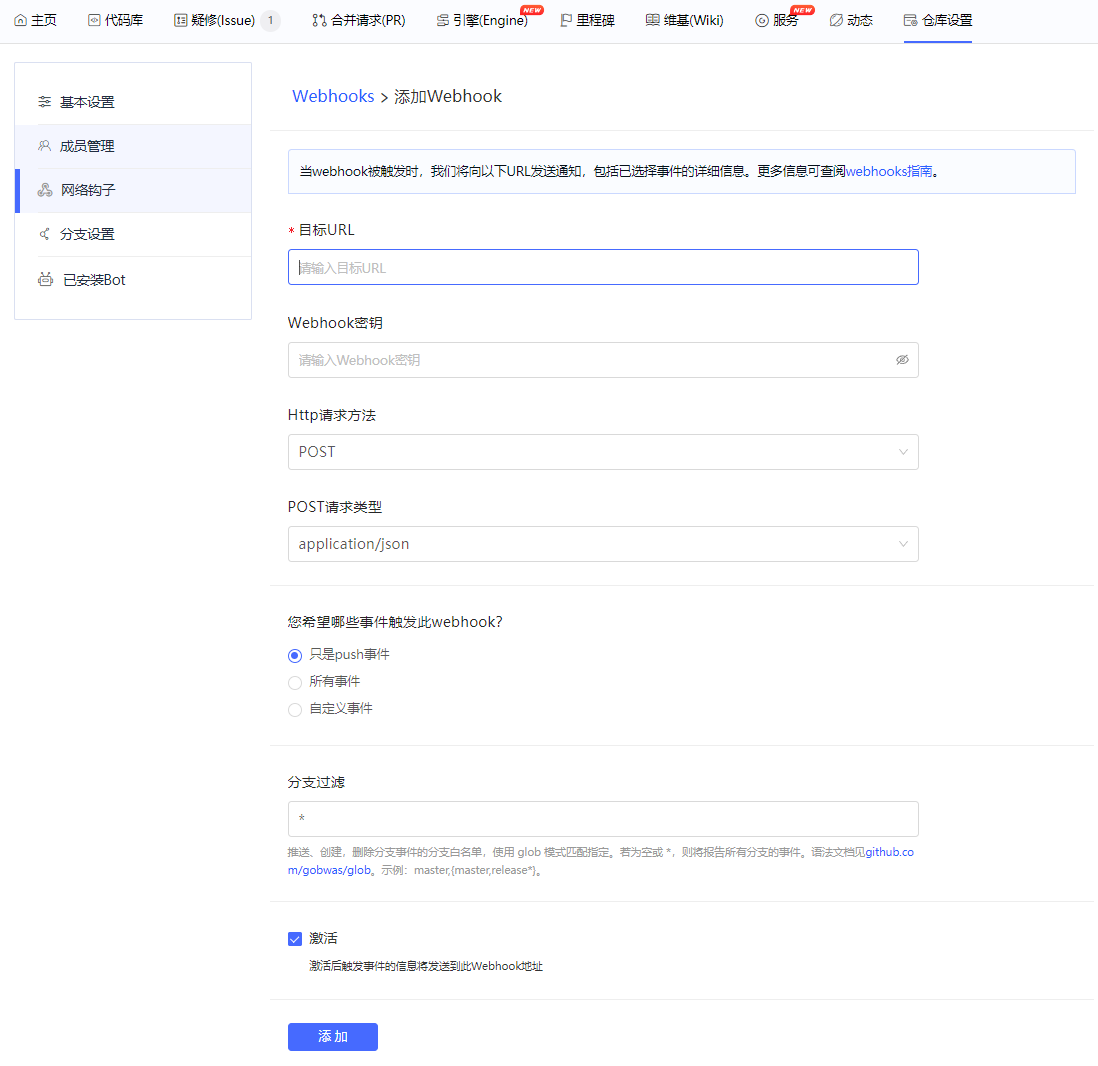 主页 代码库 疑修(Issue) 1 合并请求(PR) 引擎(Engine) NEW 里程碑 维基(Wiki) 服务 NEW 动态 仓库设置
基本设置
成员管理
网络钩子
分支设置
已安装Bot
Webhooks > 添加Webhook
当webhook被触发时，我们将向以下URL发送通知，包括已选择事件的详细信息。更多信息可查阅webhooks指南。
* 目标URL
请输入目标URL
Webhook密钥
请输入Webhook密钥
Http请求方法
POST
POST请求类型
application/json
您希望哪些事件触发此webhook?
只是push事件
所有事件
自定义事件
分支过滤
*
推送、创建，删除分支事件的分支白名单，使用 glob 模式匹配指定。若为空或 *，则将报告所有分支的事件。语法文档见github.co
m/gobwas/glob。示例：master,{master,release*}。
激活
激活后触发事件的信息将发送到此Webhook地址
添加